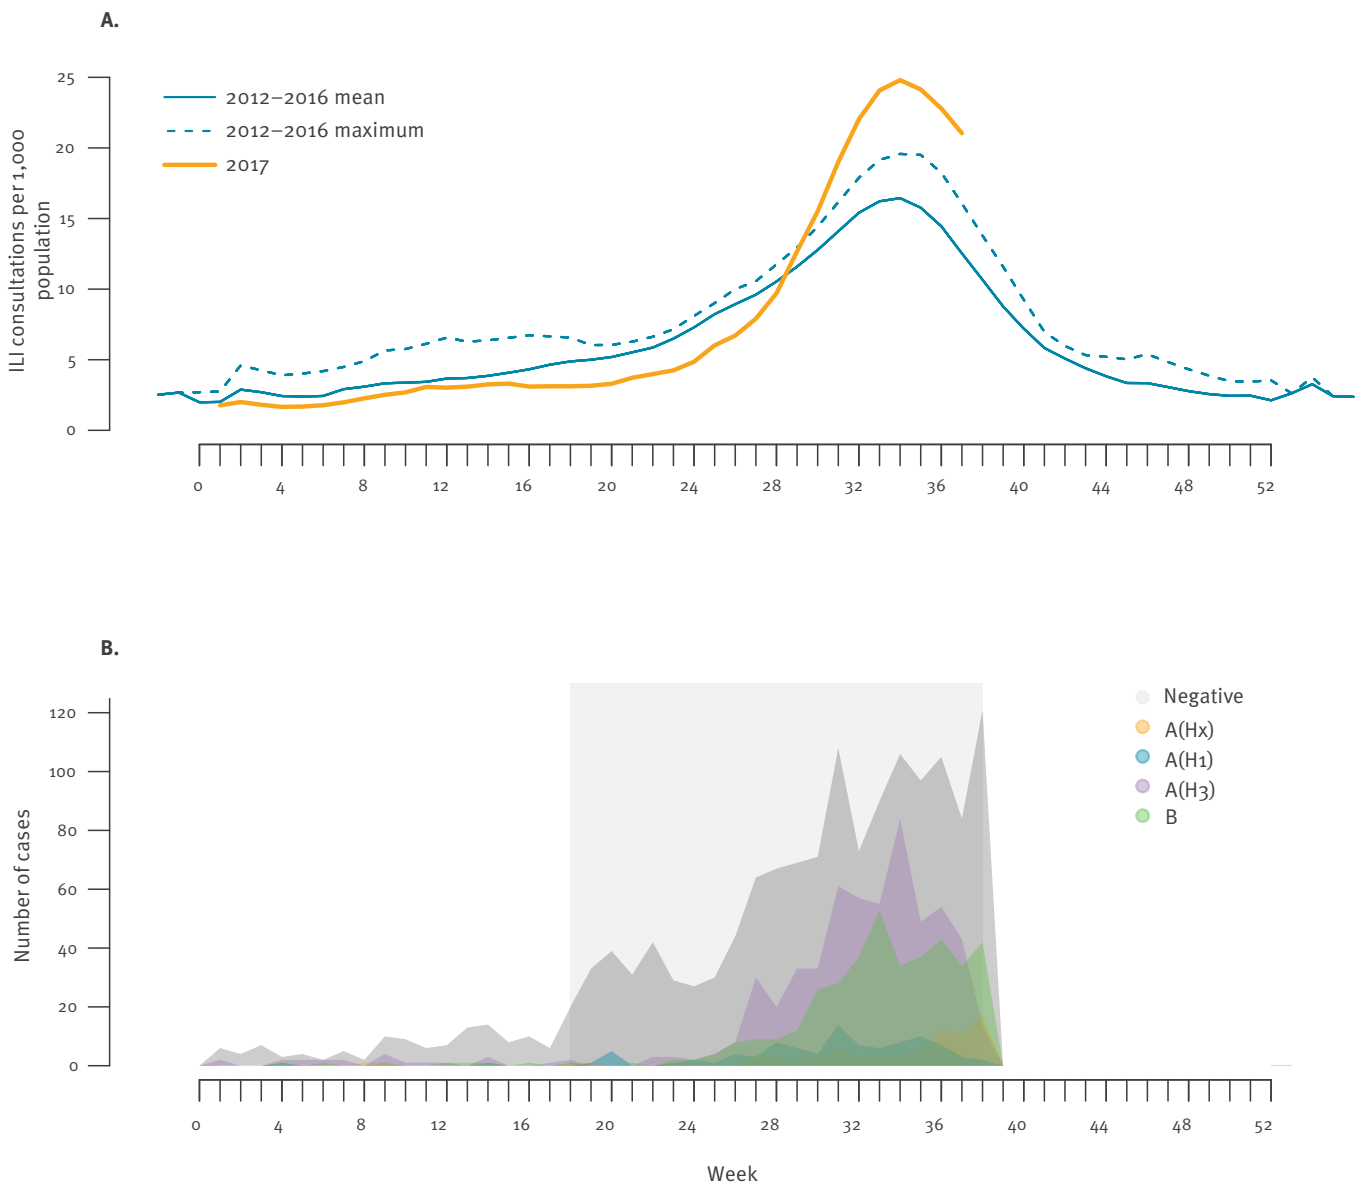 A.
ILI consultations per 1,000
population
25
20
15
10
5
0
2012–2016 mean
2012–2016 maximum
2017
0 4 8 12 16 20 24 28 32 36 40 44 48 52
B.
Number of cases
120
100
80
60
40
20
0
Negative
A(Hx)
A(H1)
A(H3)
B
0 4 8 12 16 20 24 28 32 36 40 44 48 52
Week